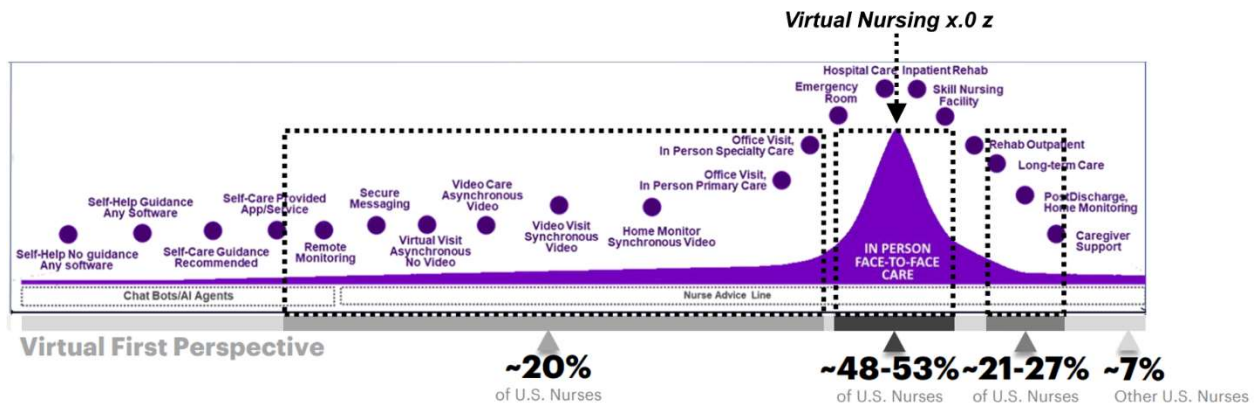 Virtual Nursing x.0 z
Hospital Care
Inpatient Rehab
Emergency
Room
Skill Nursing
Facility
Office Visit,
In Person Specialty Care
Rehab Outpatient
Long-term Care
Office Visit,
In Person Primary Care
PostDischarge,
Home Monitoring
Self-Help Guidance
Any Software
Self-Care Provided
App/Service
Secure
Messaging
Video Care
Asynchronous
Video
Self-Help No guidance
Any software
Self-Care Guidance
Recommended
Remote
Monitoring
Virtual Visit
Asynchronous
No Video
Video Visit
Synchronous
Video
Home Monitor
Synchronous Video
Caregiver
Support
IN PERSON
FACE-TO-FACE
CARE
Chat Bots/AI Agents
Nurse Advice Line
Virtual First Perspective
~20%
of U.S. Nurses
~48-53%
of U.S. Nurses
~21-27%
of U.S. Nurses
~7%
Other U.S. Nurses